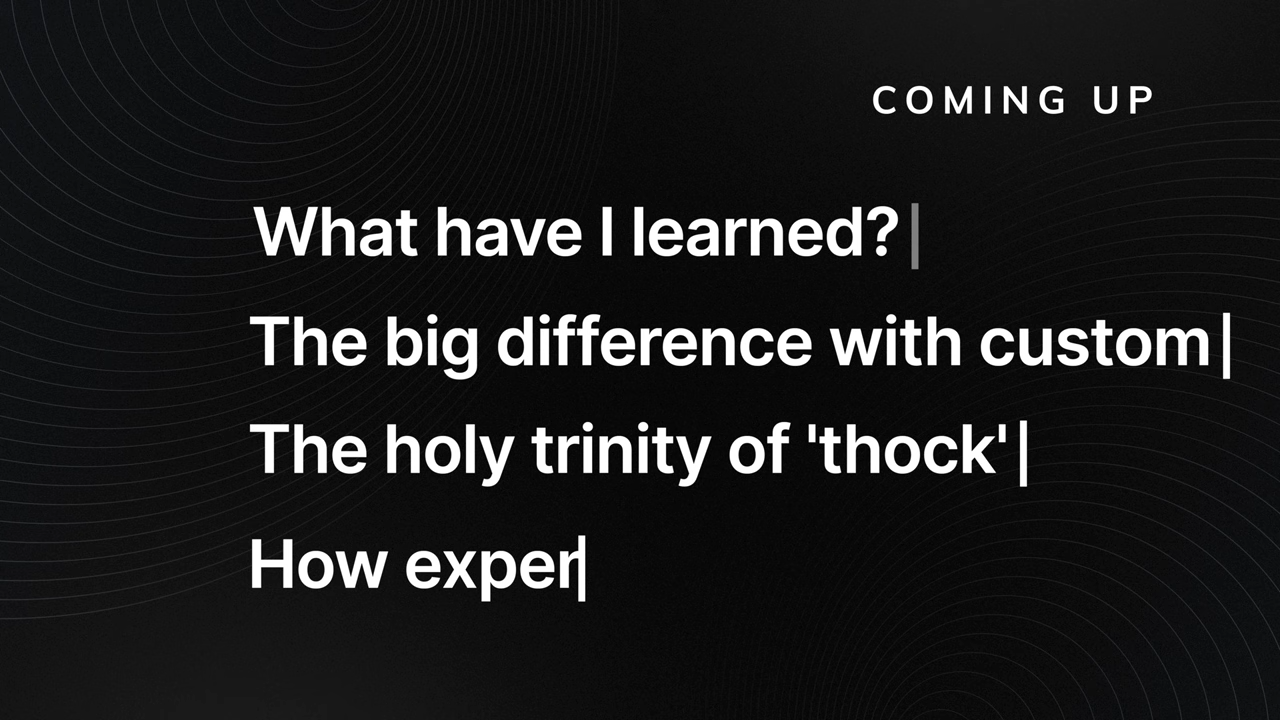 COMING UP
What have I learned?
The big difference with custom
The holy trinity of 'thock'
How exper